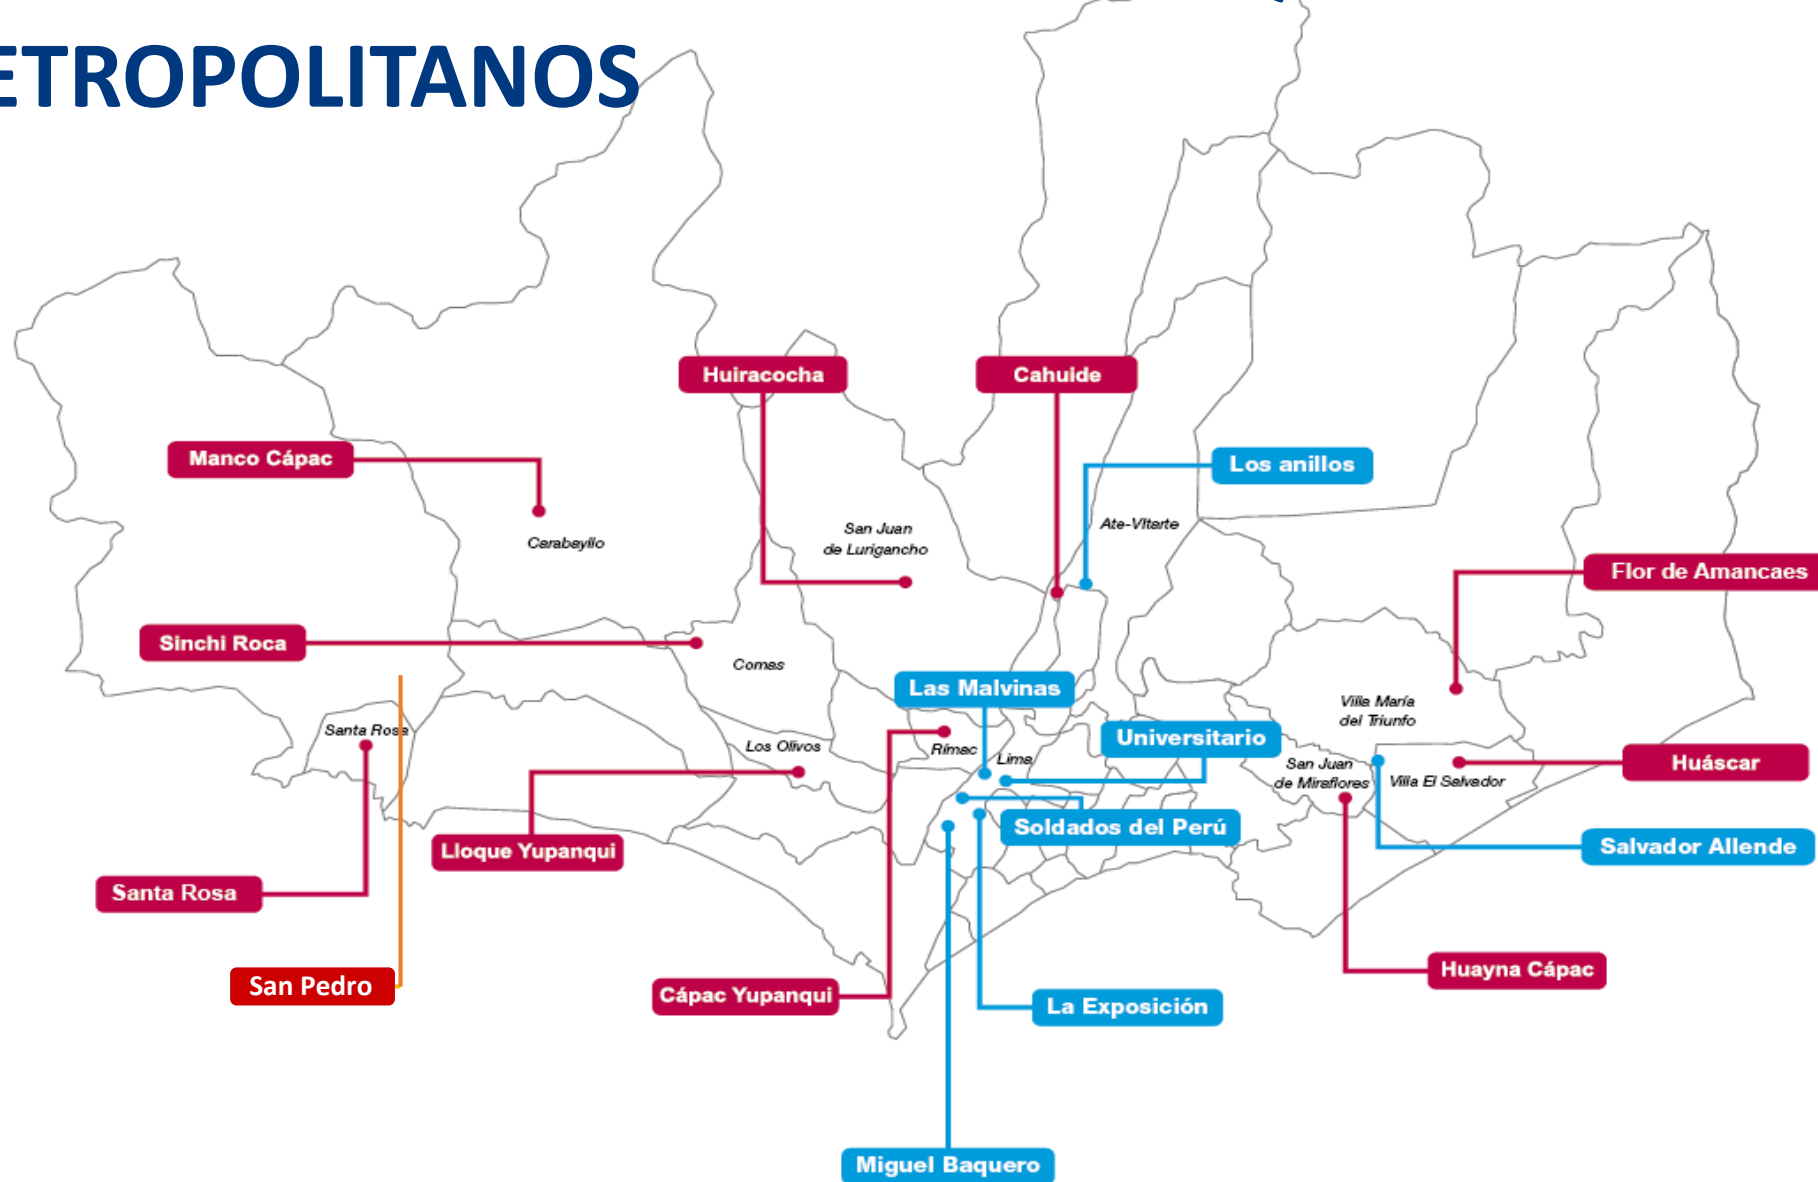 ETROPOLITANOS
Huiracocha
Cahuide
Manco Cápac
Los anillos
San Juan
de Lurigancho
Ate-VItarte
Carabayllo
Flor de Amancaes
Sinchi Roca
Comas
Las Malvinas
Villa María
del Triunfo
Santa Rosa
Los Olivos
Rímac
Lima
Universitario
San Juan
de Miraflores
Villa El Salvador
Huáscar
Soldados del Perú
Lloque Yupanqui
Salvador Allende
Santa Rosa
San Pedro
Cápac Yupanqui
La Exposición
Huayna Cápac
Miguel Baquero